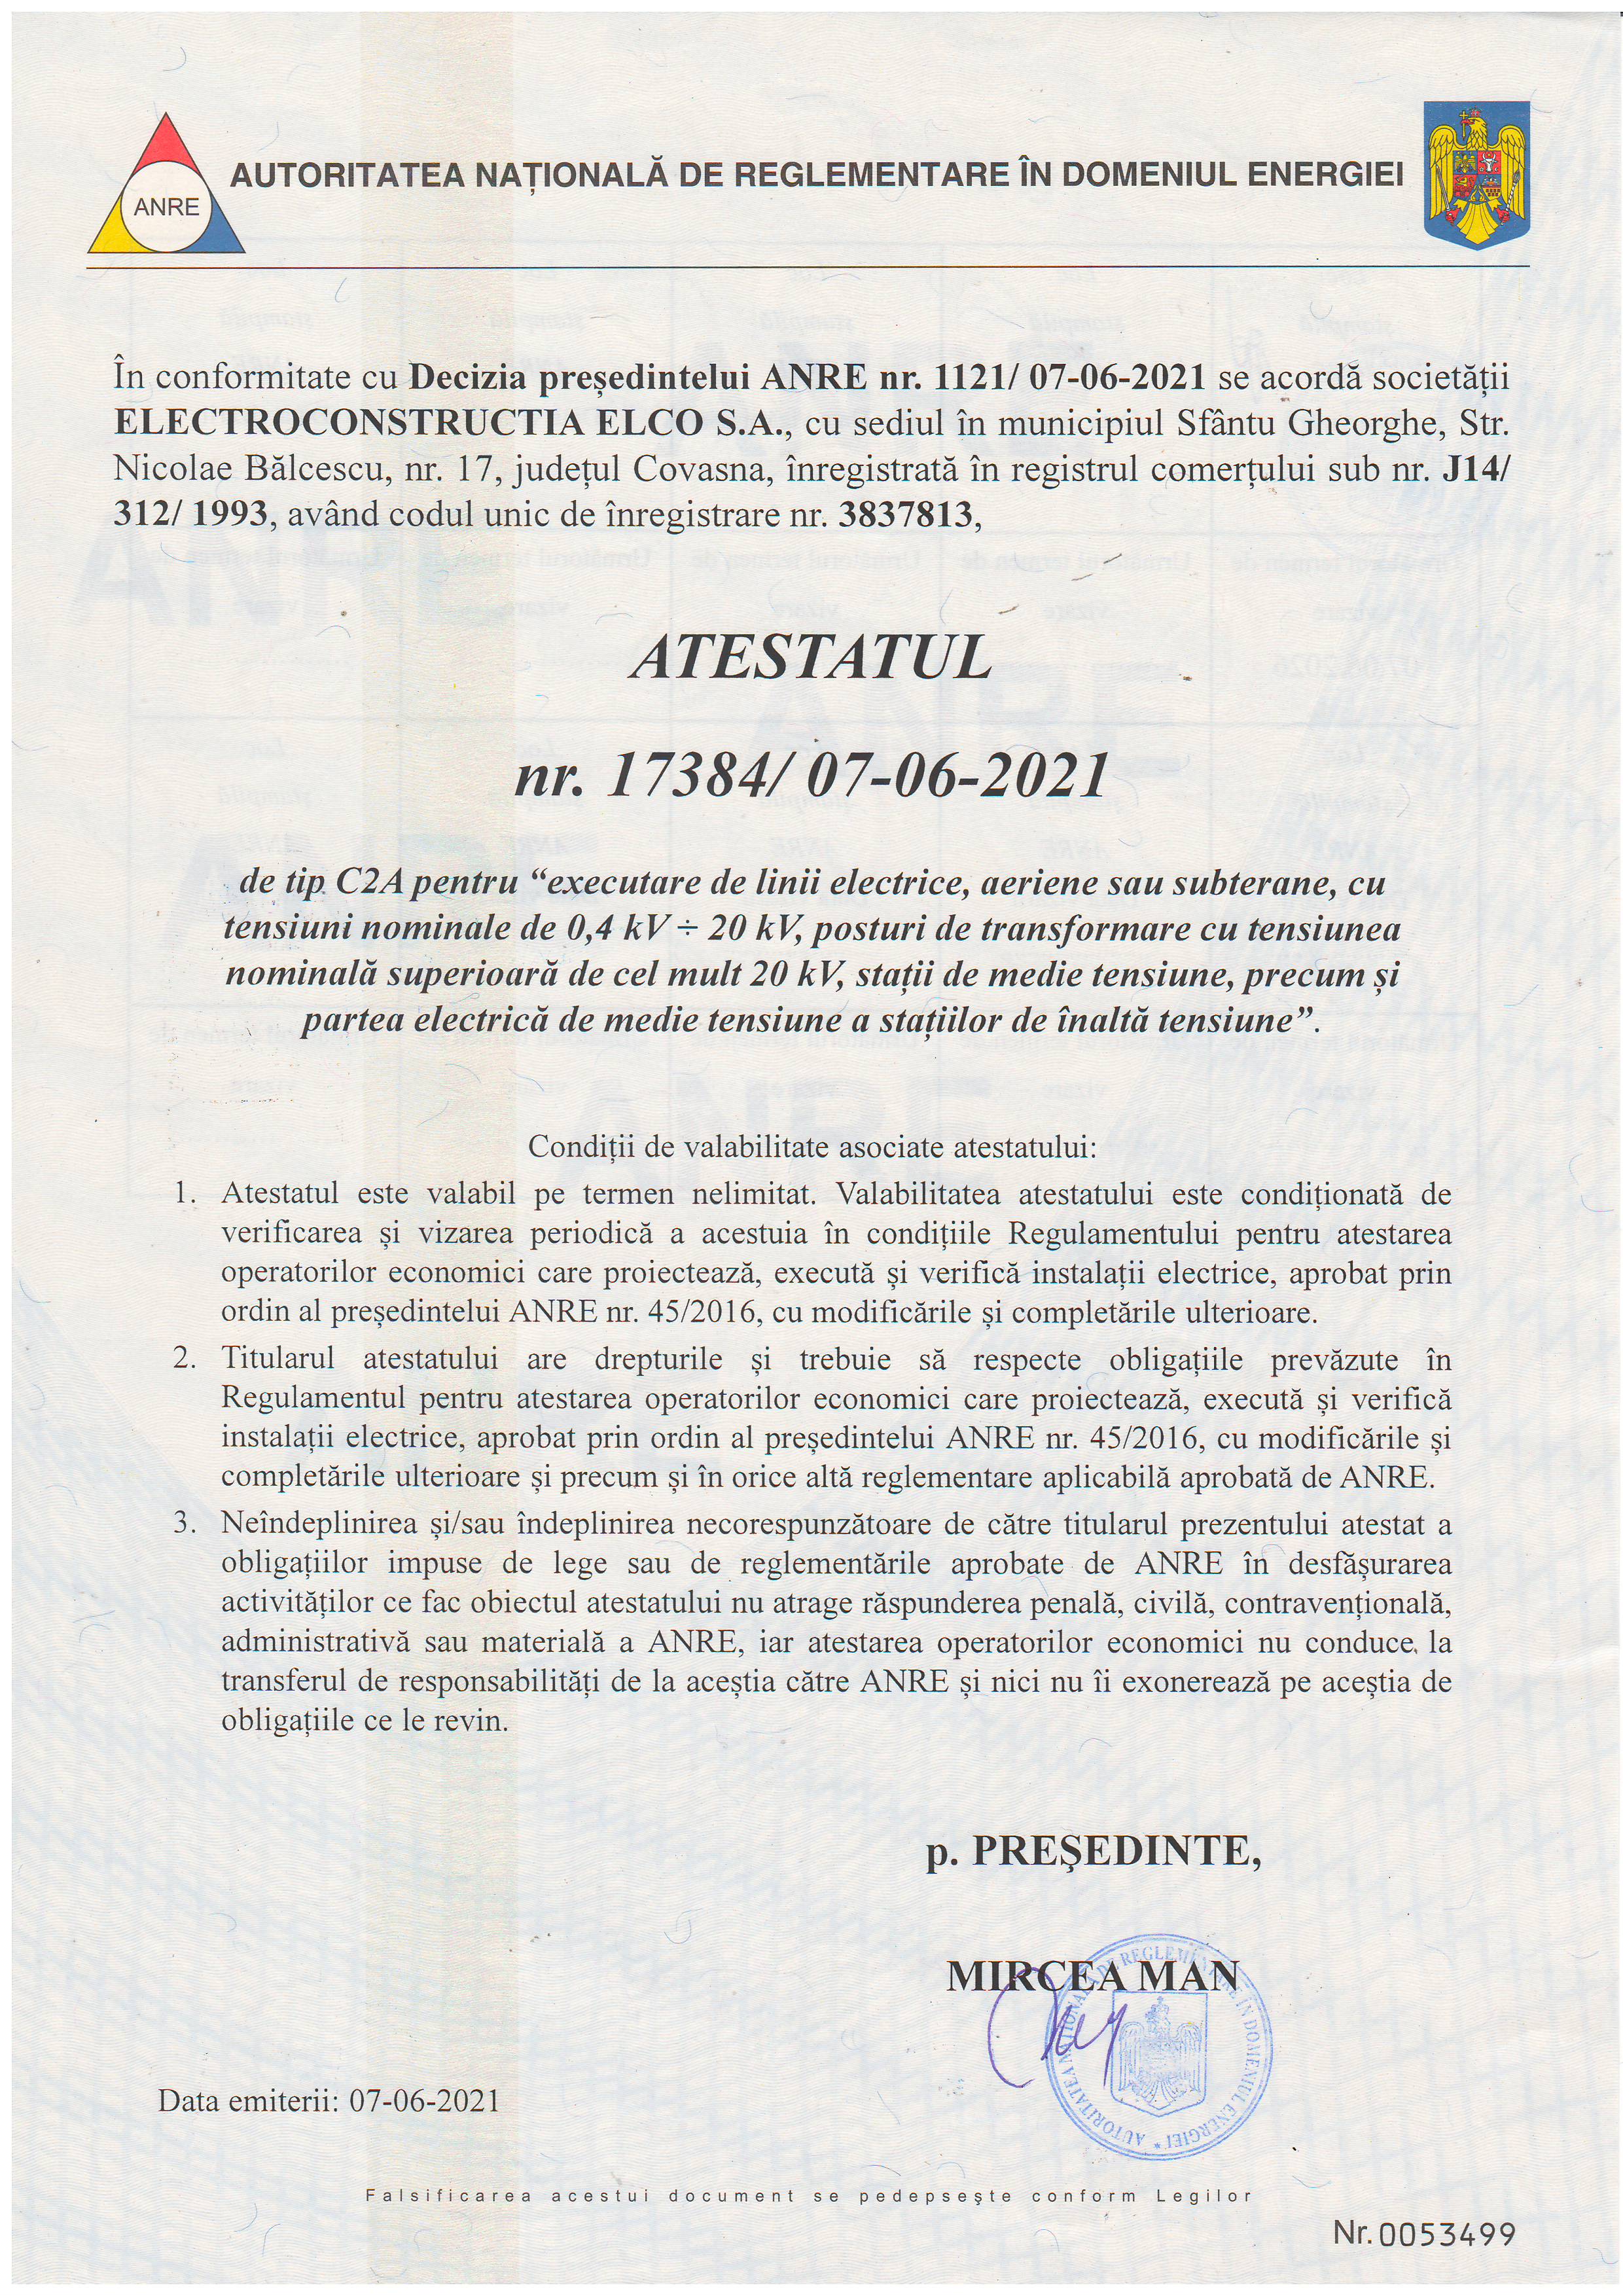 ANRE
AUTORITATEA NAȚIONALĂ DE REGLEMENTARE ÎN DOMENIUL ENERGIEI
În conformitate cu Decizia președintelui ANRE nr. 1121/ 07-06-2021 se acordă societății
ELECTROCONSTRUCTIA ELCO S.A., cu sediul în municipiul Sfântu Gheorghe, Str.
Nicolae Bălcescu, nr. 17, județul Covasna, înregistrată în registrul comerțului sub nr. J14/
312/ 1993, având codul unic de înregistrare nr. 3837813,
ATESTATUL
nr. 17384/ 07-06-2021
de tip C2A pentru “executare de linii electrice, aeriene sau subterane, cu
tensiuni nominale de 0,4 kV ÷ 20 kV, posturi de transformare cu tensiunea
nominală superioară de cel mult 20 kV, stații de medie tensiune, precum și
partea electrică de medie tensiune a stațiilor de înaltă tensiune”.
Condiții de valabilitate asociate atestatului:
1. Atestatul este valabil pe termen nelimitat. Valabilitatea atestatului este condiționată de
verificarea și vizarea periodică a acestuia în condițiile Regulamentului pentru atestarea
operatorilor economici care proiectează, execută și verifică instalații electrice, aprobat prin
ordin al președintelui ANRE nr. 45/2016, cu modificările și completările ulterioare.
2. Titularul atestatului are drepturile și trebuie să respecte obligațiile prevăzute în
Regulamentul pentru atestarea operatorilor economici care proiectează, execută și verifică
instalații electrice, aprobat prin ordin al președintelui ANRE nr. 45/2016, cu modificările și
completările ulterioare și precum și în orice altă reglementare aplicabilă aprobată de ANRE.
3. Neîndeplinirea și/sau îndeplinirea necorespunzătoare de către titularul prezentului atestat a
obligațiilor impuse de lege sau de reglementările aprobate de ANRE în desfășurarea
activităților ce fac obiectul atestatului nu atrage răspunderea penală, civilă, contravențională,
administrativă sau materială a ANRE, iar atestarea operatorilor economici nu conduce la
transferul de responsabilități de la aceștia către ANRE și nici nu îi exonerează pe aceștia de
obligațiile ce le revin.
p. PREŞEDINTE,
MIRCEA MAN
AUTORITATEA NAȚIONALĂ DE REGLEMENTARE ÎN DOMENIUL ENERGIEI *
Data emiterii: 07-06-2021
Falsificarea acestui document se pedepseşte conform Legilor
Nr. 0053499